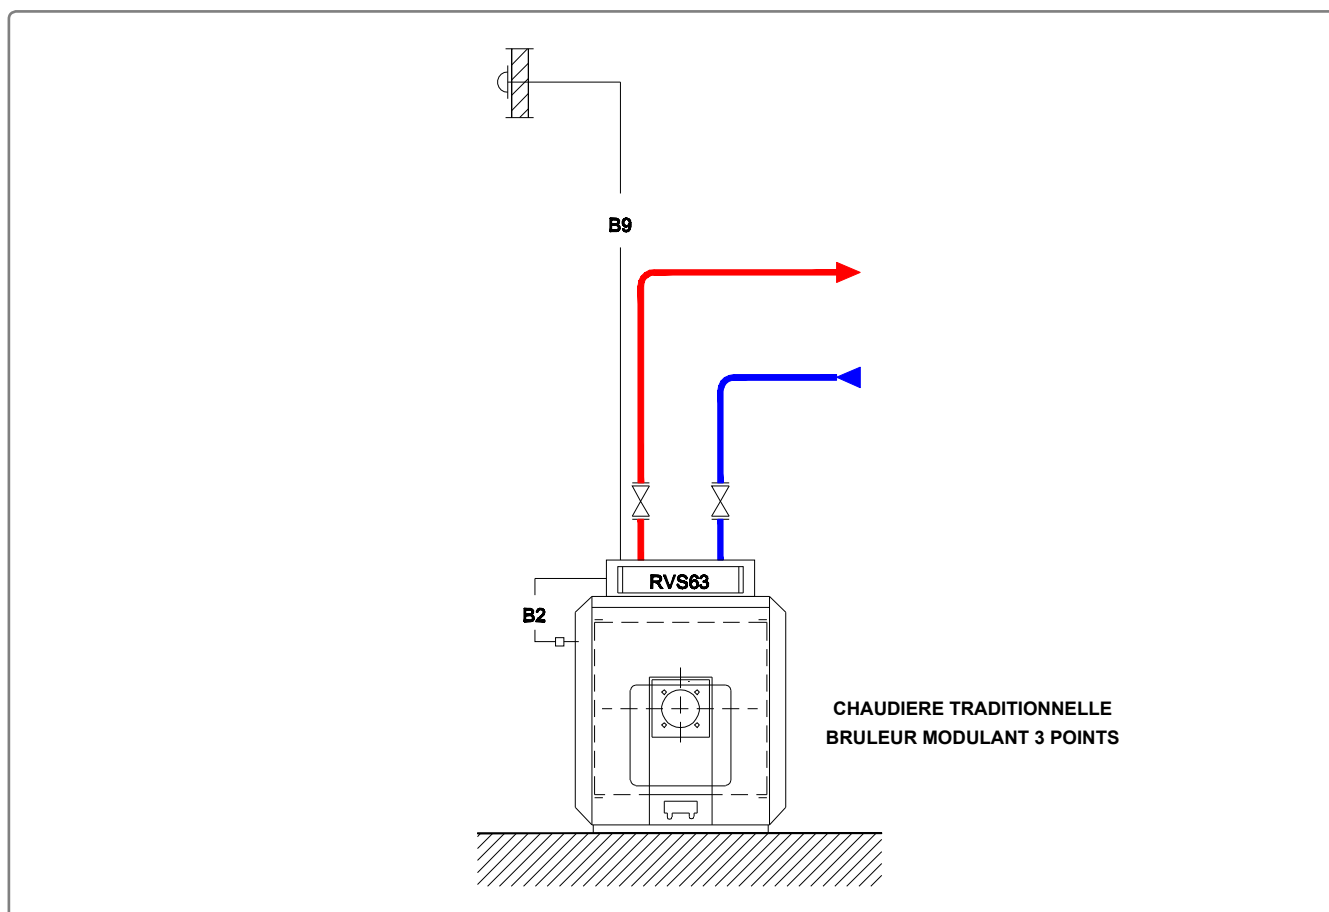 B9
RVS63
B2
CHAUDIERE TRADITIONNELLE
BRULEUR MODULANT 3 POINTS